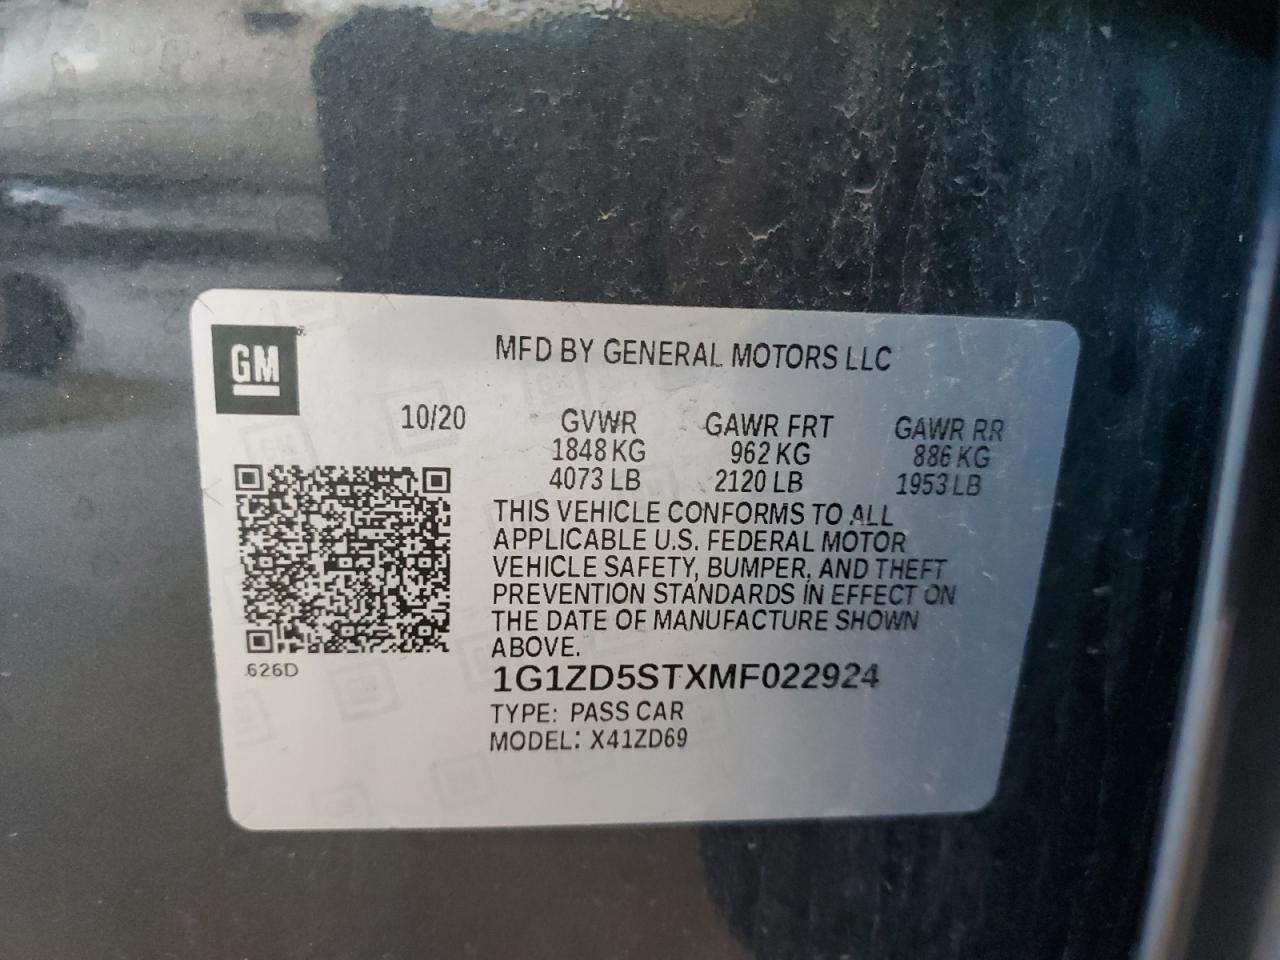 GM
MFD BY GENERAL MOTORS LLC
10/20 GVWR GAWR FRT GAWR RR
1848 KG 962 KG 886 KG
4073 LB 2120 LB 1953 LB
THIS VEHICLE CONFORMS TO ALL
APPLICABLE U.S. FEDERAL MOTOR
VEHICLE SAFETY, BUMPER, AND THEFT
PREVENTION STANDARDS IN EFFECT ON
THE DATE OF MANUFACTURE SHOWN
ABOVE.
626D
1G1ZD5STXMF022924
TYPE: PASS CAR
MODEL: X41ZD69